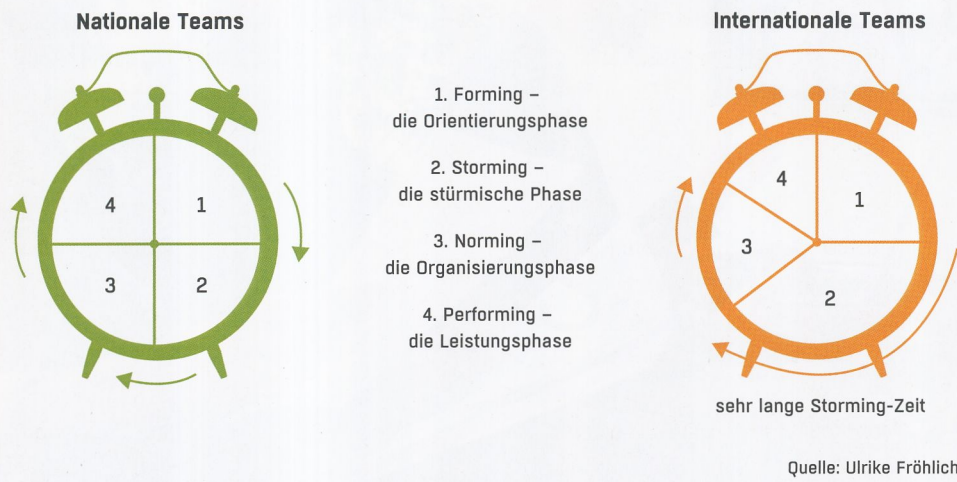 Nationale Teams
4
1
3
2
1. Forming –
die Orientierungsphase
2. Storming –
die stürmische Phase
3. Norming –
die Organisierungsphase
4. Performing –
die Leistungsphase
Internationale Teams
4
1
3
2
sehr lange Storming-Zeit
Quelle: Ulrike Fröhlich